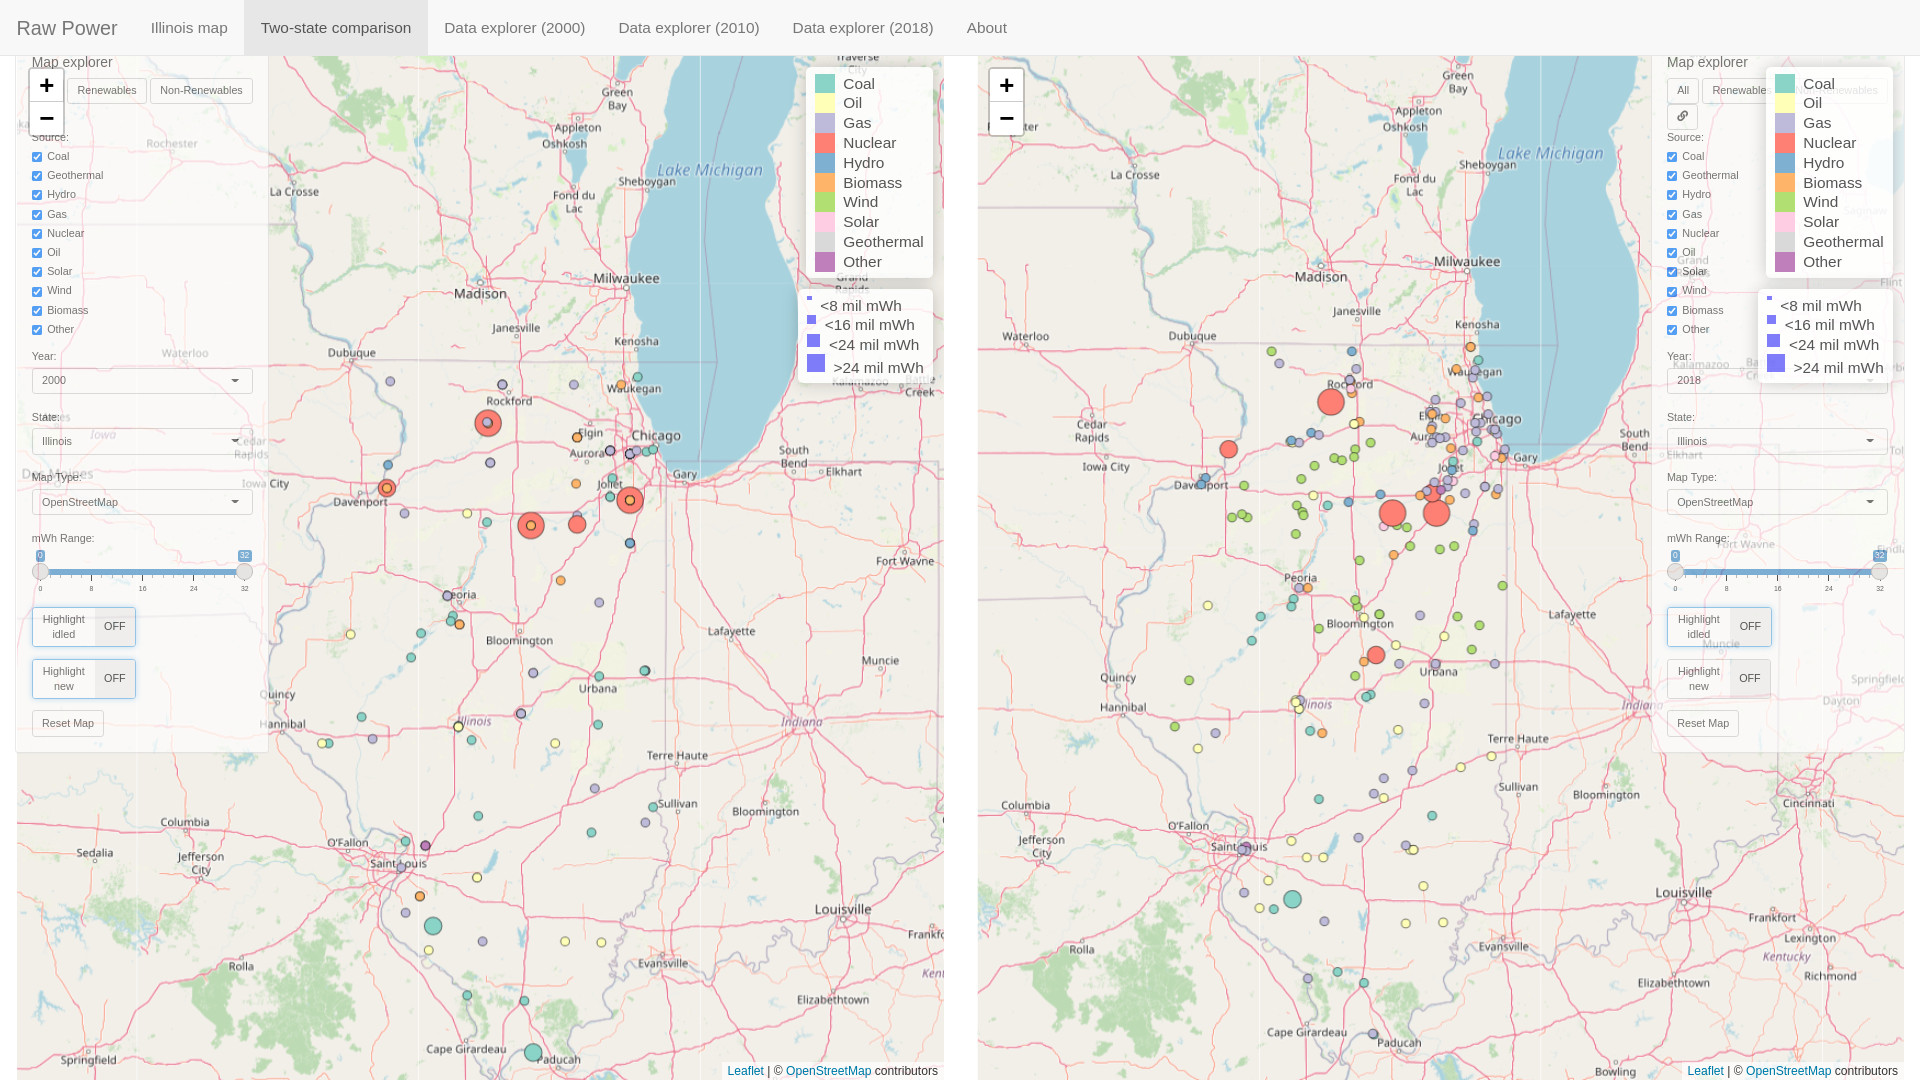 Raw Power
Illinois map
Two-state comparison
Data explorer (2000)
Data explorer (2010)
Data explorer (2018)
About
Map explorer
Renewables
Non-Renewables
+
−
Source:
Coal
Geothermal
Hydro
Gas
Nuclear
Oil
Solar
Wind
Biomass
Other
Year:
2000
State:
Illinois
Map Type:
OpenStreetMap
mWh Range:
0
32
0 8 16 24 32
Highlight
idled
OFF
Highlight
new
OFF
Reset Map
Coal
Oil
Gas
Nuclear
Hydro
Biomass
Wind
Solar
Geothermal
Other
<8 mil mWh
<16 mil mWh
<24 mil mWh
>24 mil mWh
Traverse
City
Green
Bay
Appleton
Oshkosh
Rochester
Lake Michigan
La Crosse
Sheboygan
Fond du
Lac
Grand
Rapids
Milwaukee
Madison
Janesville
Kenosha
Waterloo
Dubuque
Kalamazoo
Battle
Creek
Waukegan
Rockford
Ames
Iowa
Cedar
Rapids
Elgin
Chicago
Aurora
South
Bend
Elkhart
Gary
Des Moines
Iowa City
Joliet
Davenport
Fort Wayne
Peoria
Lafayette
Bloomington
Muncie
Urbana
Quincy
Hannibal
Illinois
Indiana
Terre Haute
Sullivan
Bloomington
Columbia
O'Fallon
Sedalia
Jefferson
City
Saint Louis
Louisville
Frankfo
Rolla
Evansville
Kent
Elizabethtown
Cape Girardeau
Paducah
Springfield
Leaflet | © OpenStreetMap contributors
+
−
Map explorer
All
Renewables
Source:
Coal
Geothermal
Hydro
Gas
Nuclear
Oil
Solar
Wind
Biomass
Other
Year:
2018
State:
Illinois
Map Type:
OpenStreetMap
mWh Range:
0
32
0 8 16 24 32
Highlight
idled
OFF
Highlight
new
OFF
Reset Map
Coal
Oil
Gas
Nuclear
Hydro
Biomass
Wind
Solar
Geothermal
Other
<8 mil mWh
<16 mil mWh
<24 mil mWh
>24 mil mWh
Green
Bay
Appleton
Oshkosh
Lake Michigan
La Crosse
Sheboygan
Fond du
Lac
Grand
Flint
Milwaukee
Madison
Janesville
Kenosha
Waterloo
Dubuque
Kalamazoo
Waukegan
Rockford
Cedar
Rapids
Elgin
Chicago
Aurora
South
Bend
Elkhart
Gary
Iowa City
Joliet
Davenport
Fort Wayne
Peoria
Lafayette
Bloomington
Muncie
Urbana
Quincy
Springfield
Hannibal
Illinois
Indiana
Dayton
Terre Haute
Sullivan
Bloomington
Cincinnati
Columbia
O'Fallon
Jefferson
City
Saint Louis
Louisville
Frankfort
Rolla
Lexington
Evansville
Kentucky
Richmond
Elizabethtown
Cape Girardeau
Paducah
Bowling
Leaflet | © OpenStreetMap contributors